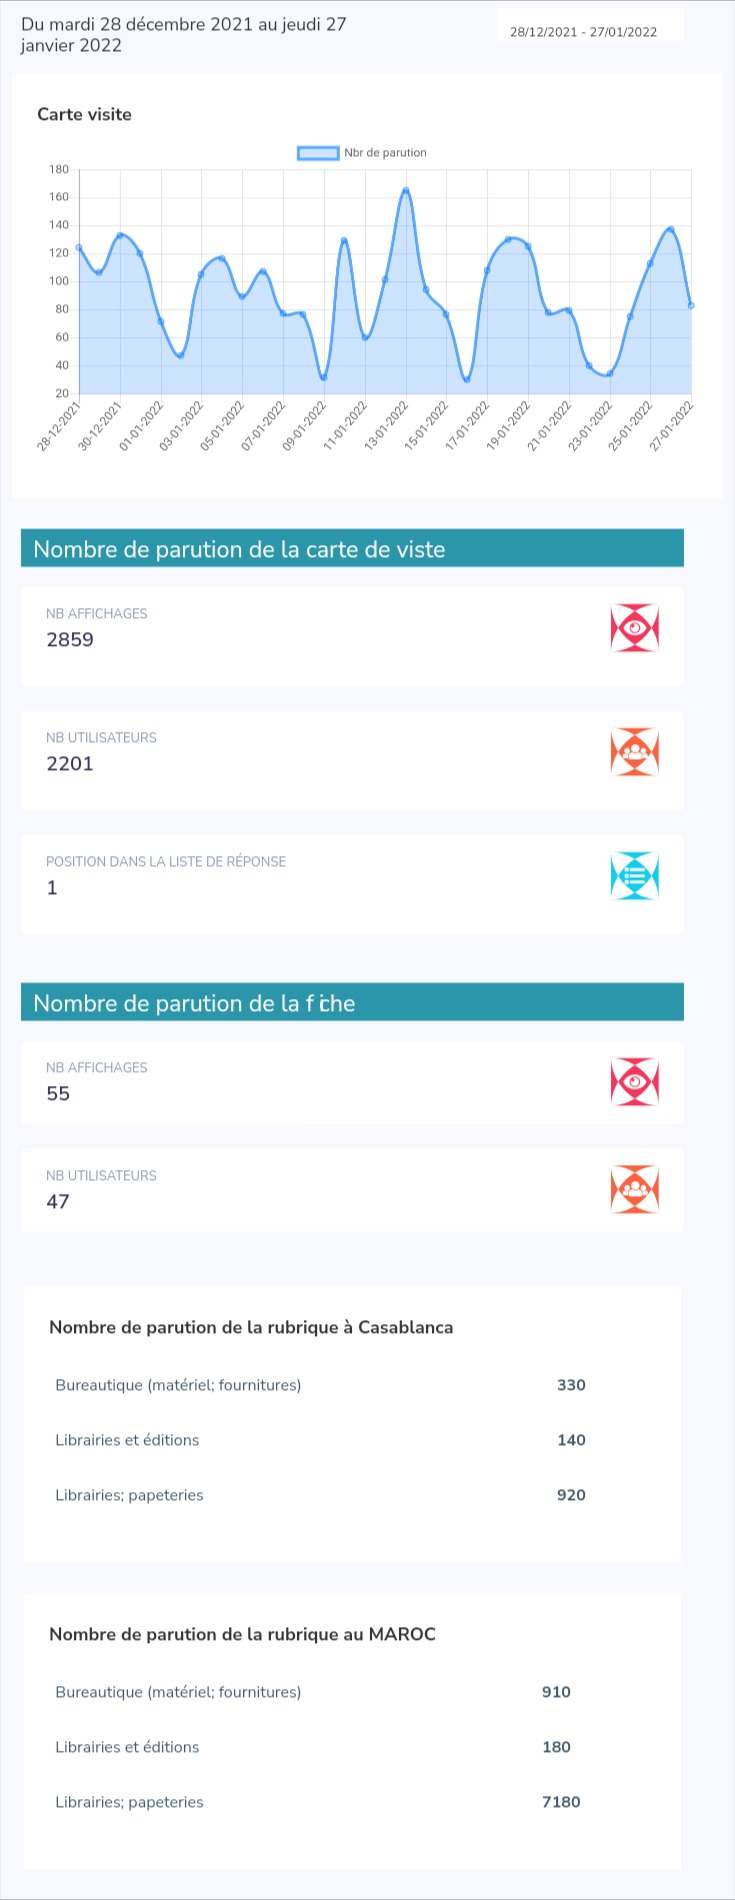 Du mardi 28 décembre 2021 au jeudi 27
janvier 2022
28/12/2021 - 27/01/2022
Carte visite
Nbr de parution
180
160
140
120
100
80
60
40
20
28-12-2021
30-12-2021
01-01-2022
03-01-2022
05-01-2022
07-01-2022
09-01-2022
11-01-2022
13-01-2022
15-01-2022
17-01-2022
19-01-2022
21-01-2022
23-01-2022
25-01-2022
27-01-2022
Nombre de parution de la carte de viste
NB AFFICHAGES
2859
NB UTILISATEURS
2201
POSITION DANS LA LISTE DE RÉPONSE
1
Nombre de parution de la fiche
NB AFFICHAGES
55
NB UTILISATEURS
47
Nombre de parution de la rubrique à Casablanca
Bureautique (matériel; fournitures) 330
Librairies et éditions 140
Librairies; papeteries 920
Nombre de parution de la rubrique au MAROC
Bureautique (matériel; fournitures) 910
Librairies et éditions 180
Librairies; papeteries 7180